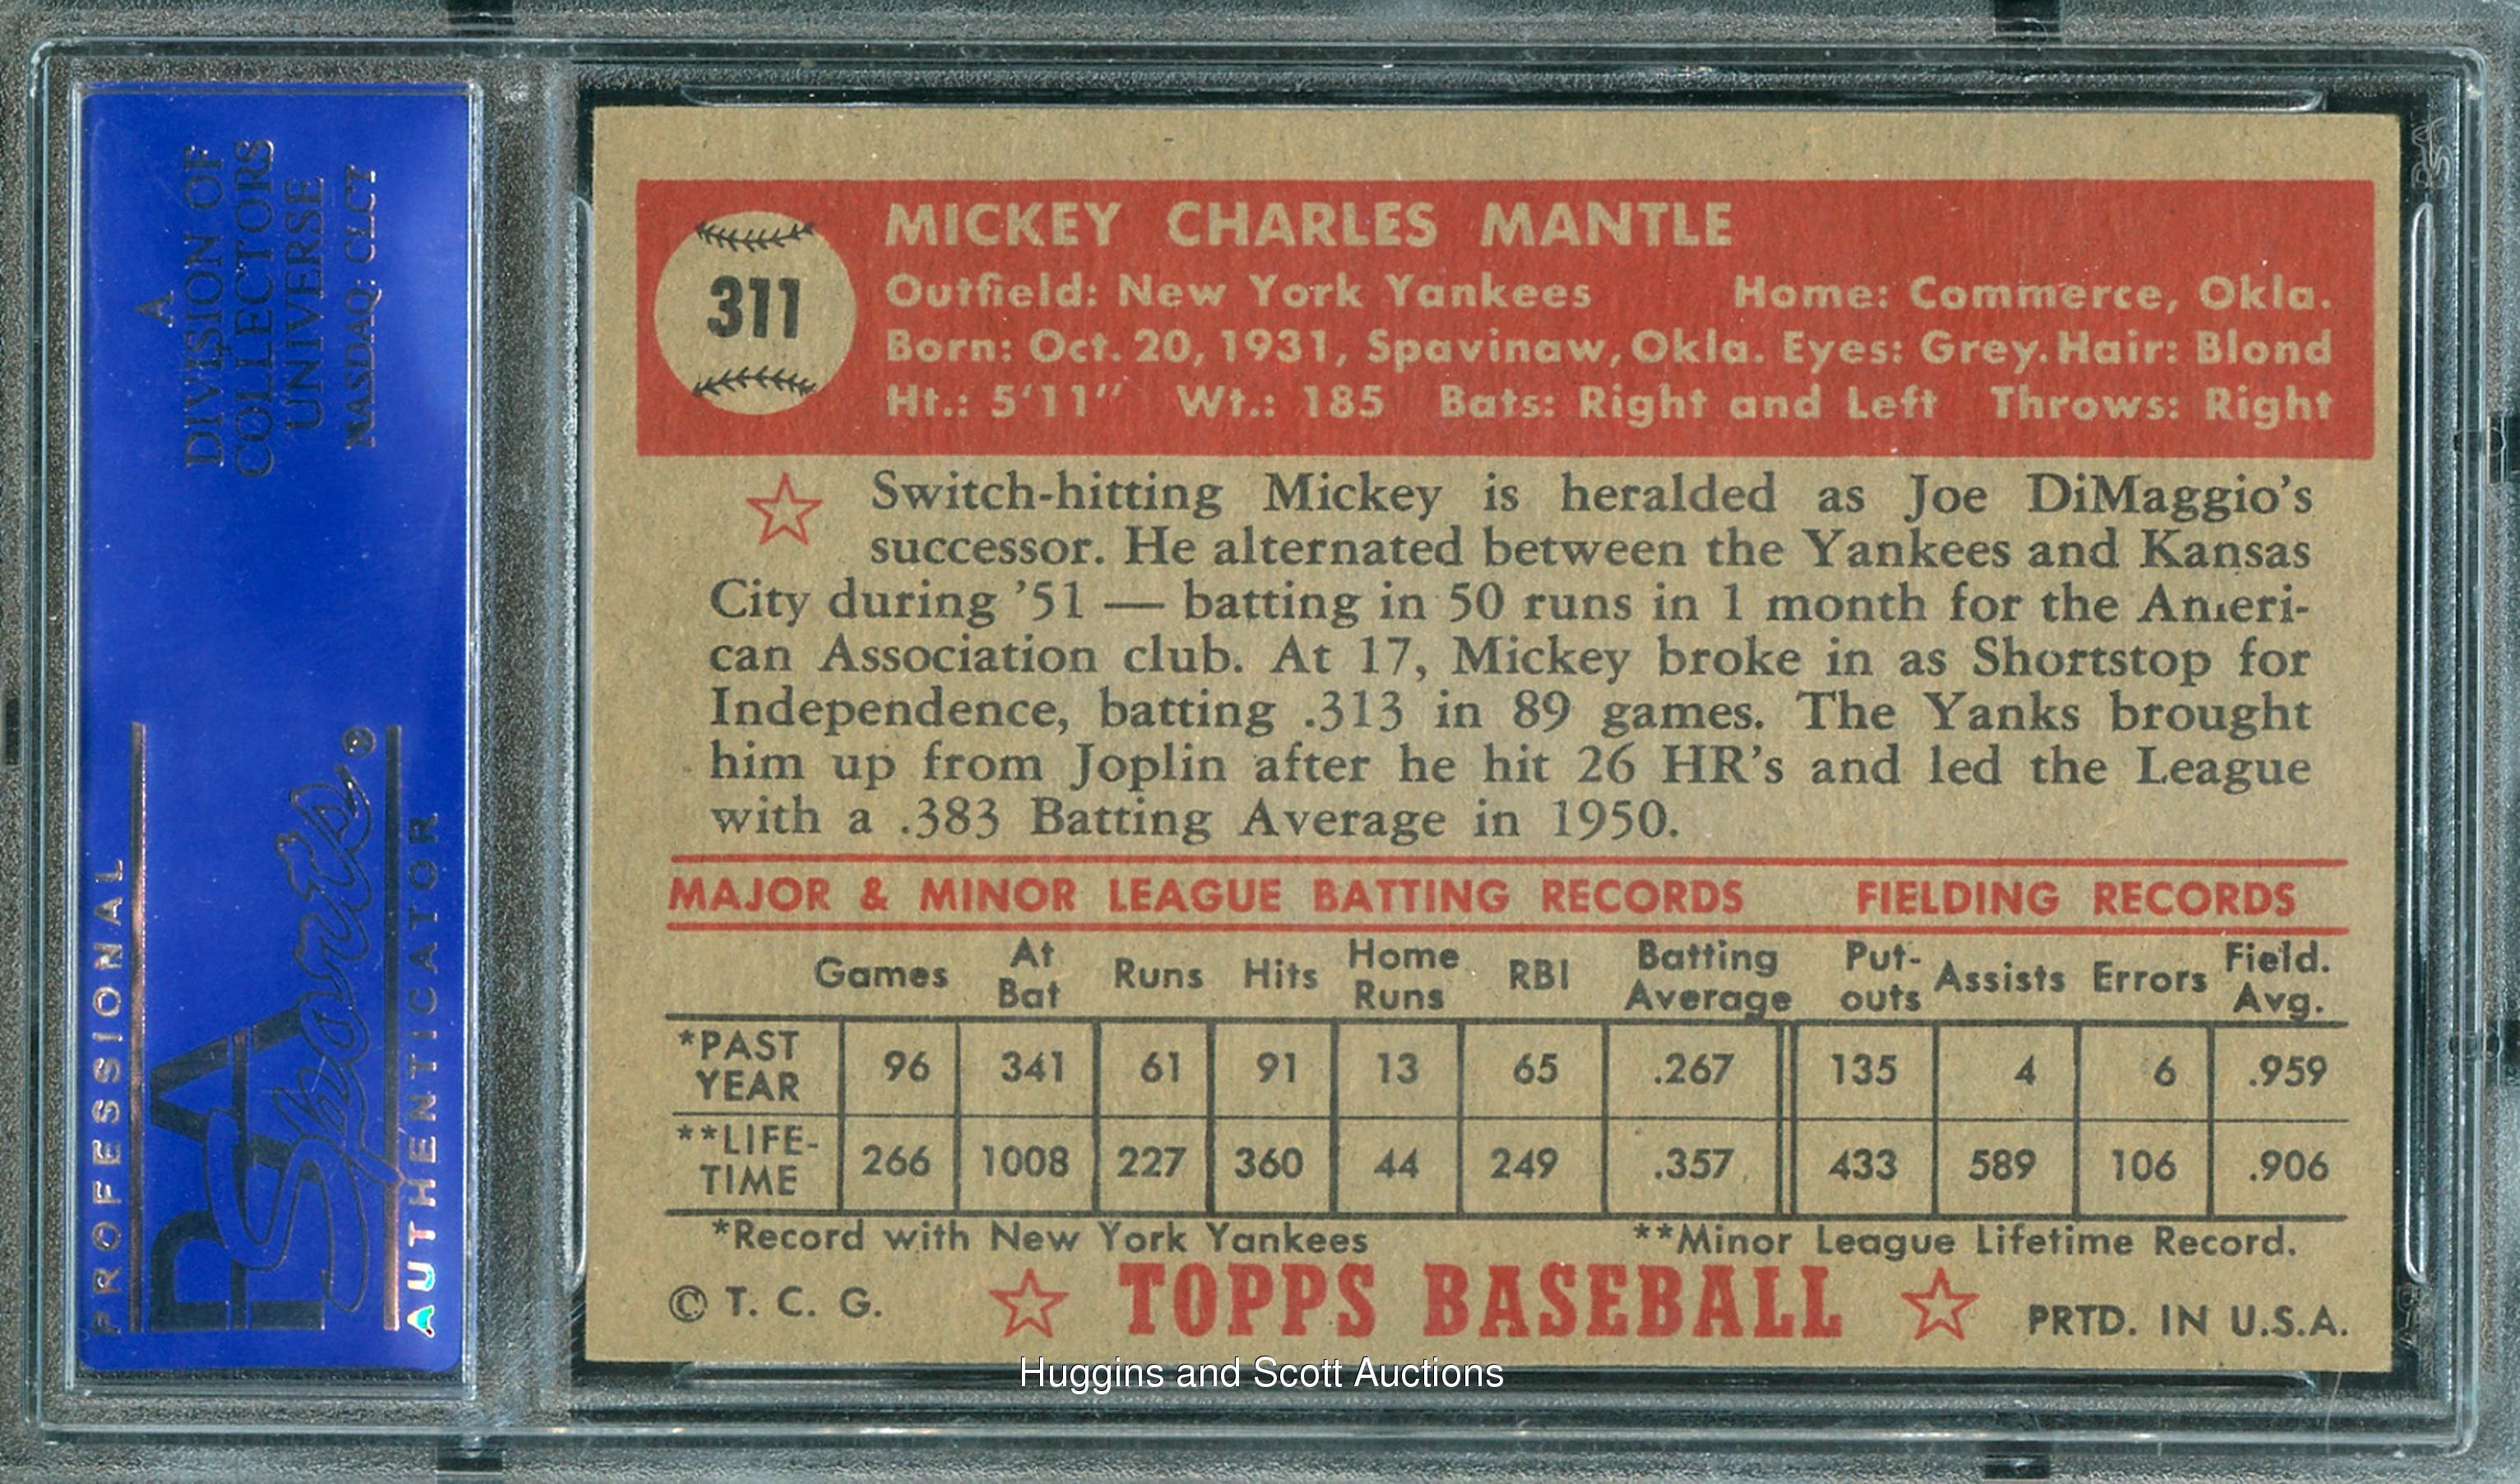 A
DIVISION OF
COLLECTORS
UNIVERSE
NASDAQ: CLCT
PROFESSIONAL
PSA
Sports®
AUTHENTICATOR
311
MICKEY CHARLES MANTLE
Outfield: New York Yankees Home: Commerce, Okla.
Born: Oct. 20, 1931, Spavinaw, Okla. Eyes: Grey. Hair: Blond
Ht.: 5'11" Wt.: 185 Bats: Right and Left Throws: Right
Switch-hitting Mickey is heralded as Joe DiMaggio's
successor. He alternated between the Yankees and Kansas
City during '51 — batting in 50 runs in 1 month for the Ameri-
can Association club. At 17, Mickey broke in as Shortstop for
Independence, batting .313 in 89 games. The Yanks brought
him up from Joplin after he hit 26 HR's and led the League
with a .383 Batting Average in 1950.
MAJOR & MINOR LEAGUE BATTING RECORDS FIELDING RECORDS
Games At Bat Runs Hits Home Runs RBI Batting Average Put-outs Assists Errors Field. Avg.
*PAST YEAR 96 341 61 91 13 65 .267 135 4 6 .959
**LIFE-TIME 266 1008 227 360 44 249 .357 433 589 106 .906
*Record with New York Yankees **Minor League Lifetime Record.
© T. C. G. TOPPS BASEBALL PRTD. IN U.S.A.
Huggins and Scott Auctions